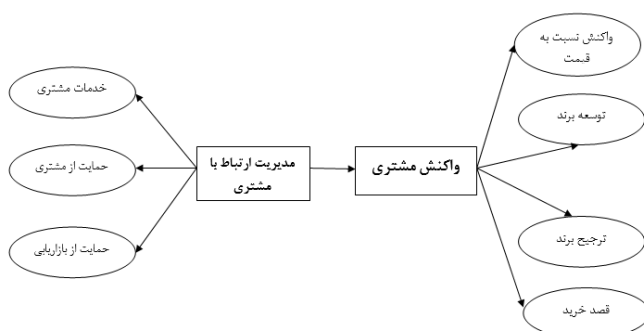 واکنش نسبت به
قیمت
توسعه برند
خدمات مشتری
واکنش مشتری
مدیریت ارتباط با
مشتری
حمایت از مشتری
ترجیح برند
حمایت از بازاریابی
قصد خرید